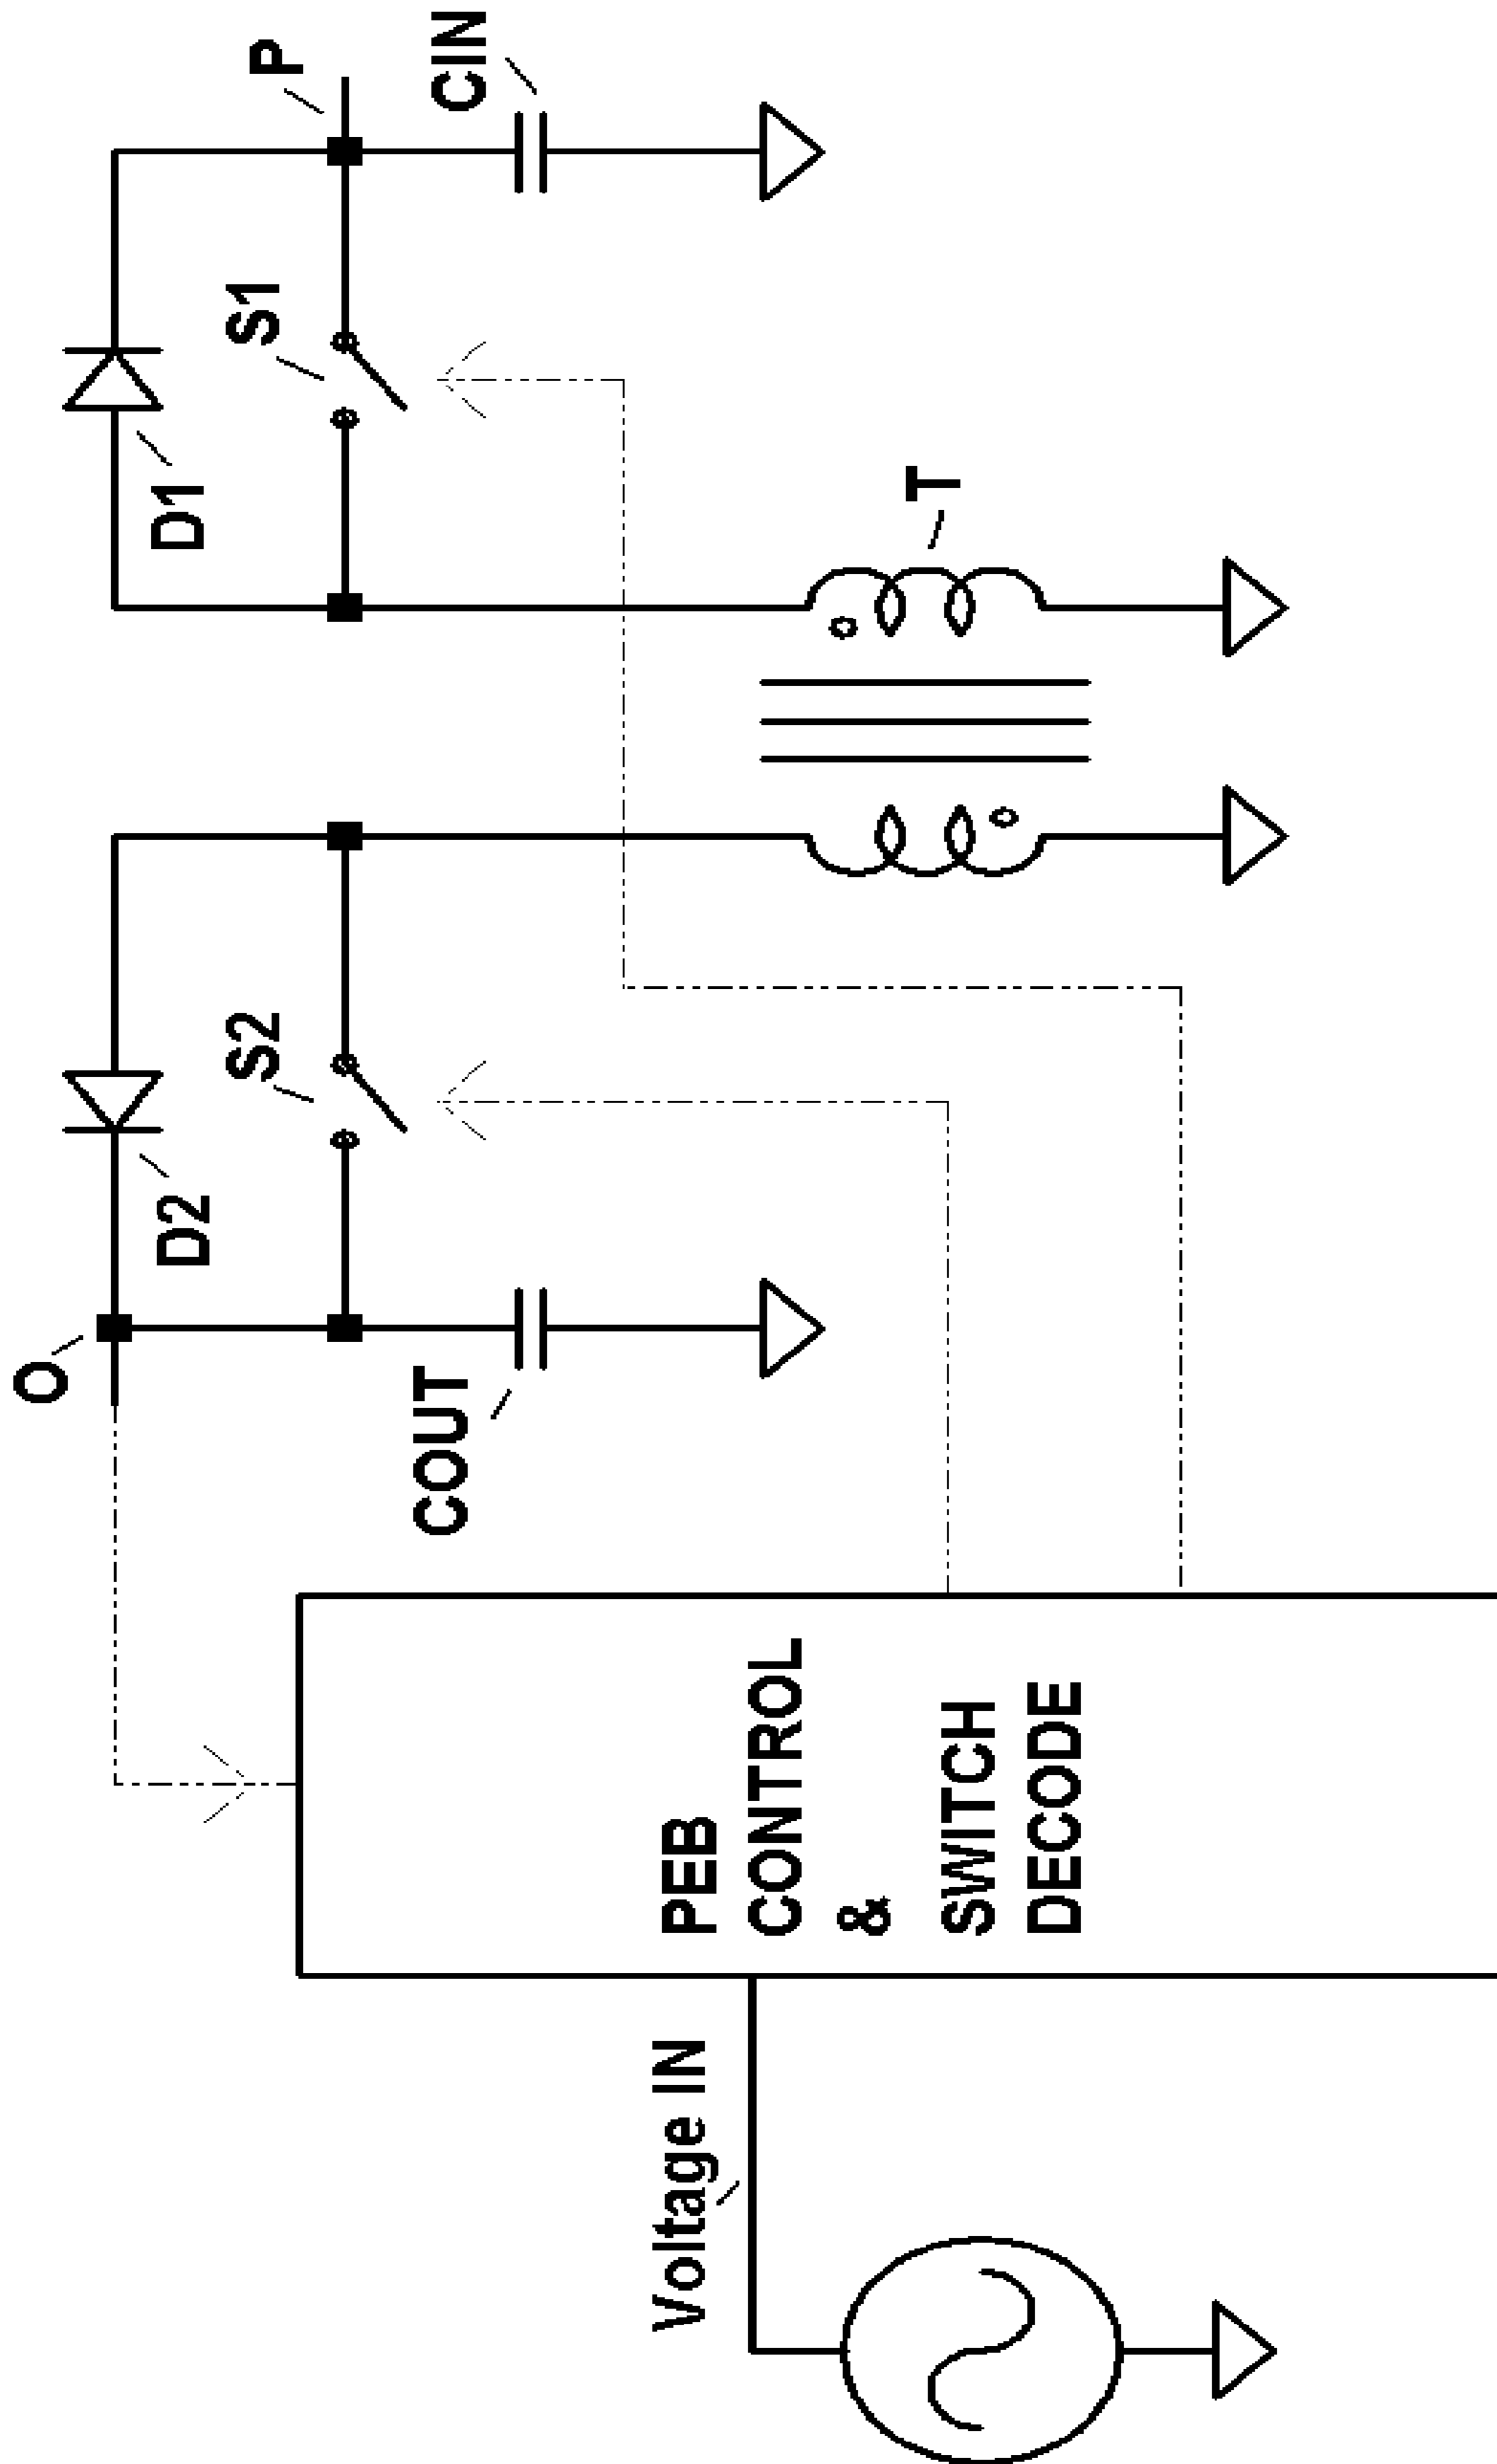 O
D2
D1
S2
S1
P
COUT
CIN
Voltage IN
PEB
CONTROL
&
SWITCH
DECODE
T